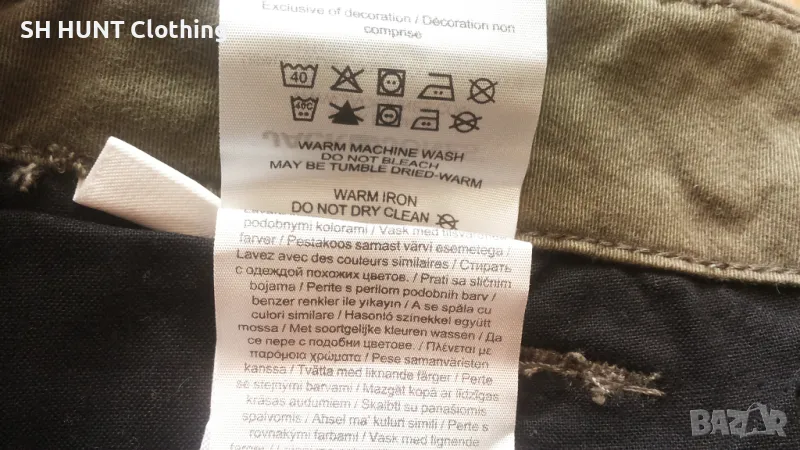 SH HUNT Clothing
Exclusive of decoration / Décoration non
comprise
40
40C
WARM MACHINE WASH
DO NOT BLEACH
MAY BE TUMBLE DRIED-WARM
WARM IRON
DO NOT DRY CLEAN
podobnymi kolorami / Vask med
farver / Pestakoos samast värvi esemetega /
Lavez avec des couleurs similaires / Стирать
с одеждой похожих цветов. / Prati sa sličnim
bojama / Perite s perilom podobnih barv /
benzer renkler ile yıkayın / A se spăla cu
culori similare / Hasonló színekkel együtt
mossa / Met soortgelijke kleuren wassen / Да
се пере с подобни цветове. / Πλένεται με
παρόμοια χρώματα / Pese samanväristen
kanssa / Tvätta med liknande färger / Perte
se stejnými barvami / Mazgāt kopā ar līdzīgas
krāsas audumiem / Skalbti su panašiomis
spalvomis / Aħsel ma' kuluri simili / Perte s
rovnakými farbami / Vask med lignende
farger /
BAZAR